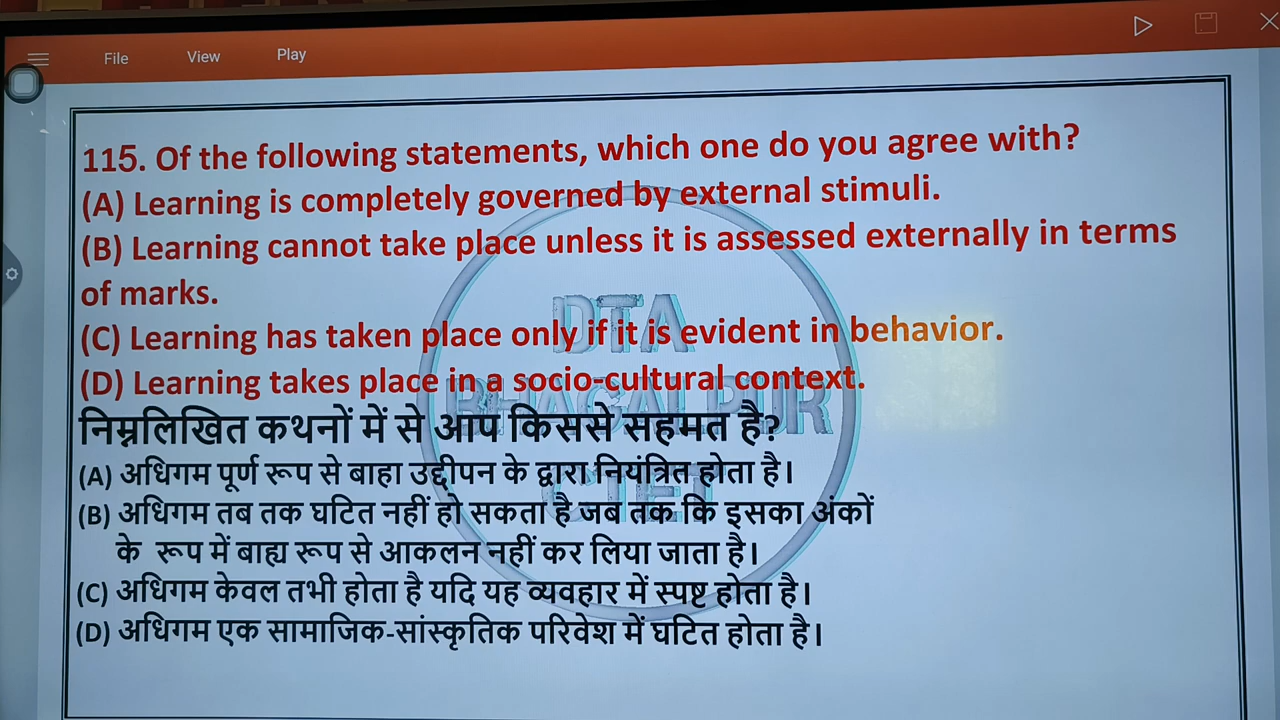 File View Play
115. Of the following statements, which one do you agree with?
(A) Learning is completely governed by external stimuli.
(B) Learning cannot take place unless it is assessed externally in terms
of marks.
(C) Learning has taken place only if it is evident in behavior.
(D) Learning takes place in a socio-cultural context.
निम्नलिखित कथनों में से आप किससे सहमत है?
(A) अधिगम पूर्ण रूप से बाहा उद्दीपन के द्वारा नियंत्रित होता है।
(B) अधिगम तब तक घटित नहीं हो सकता है जब तक कि इसका अंकों
के रूप में बाह्य रूप से आकलन नहीं कर लिया जाता है।
(C) अधिगम केवल तभी होता है यदि यह व्यवहार में स्पष्ट होता है।
(D) अधिगम एक सामाजिक-सांस्कृतिक परिवेश में घटित होता है।
DTA
BHAGALPUR
CTET